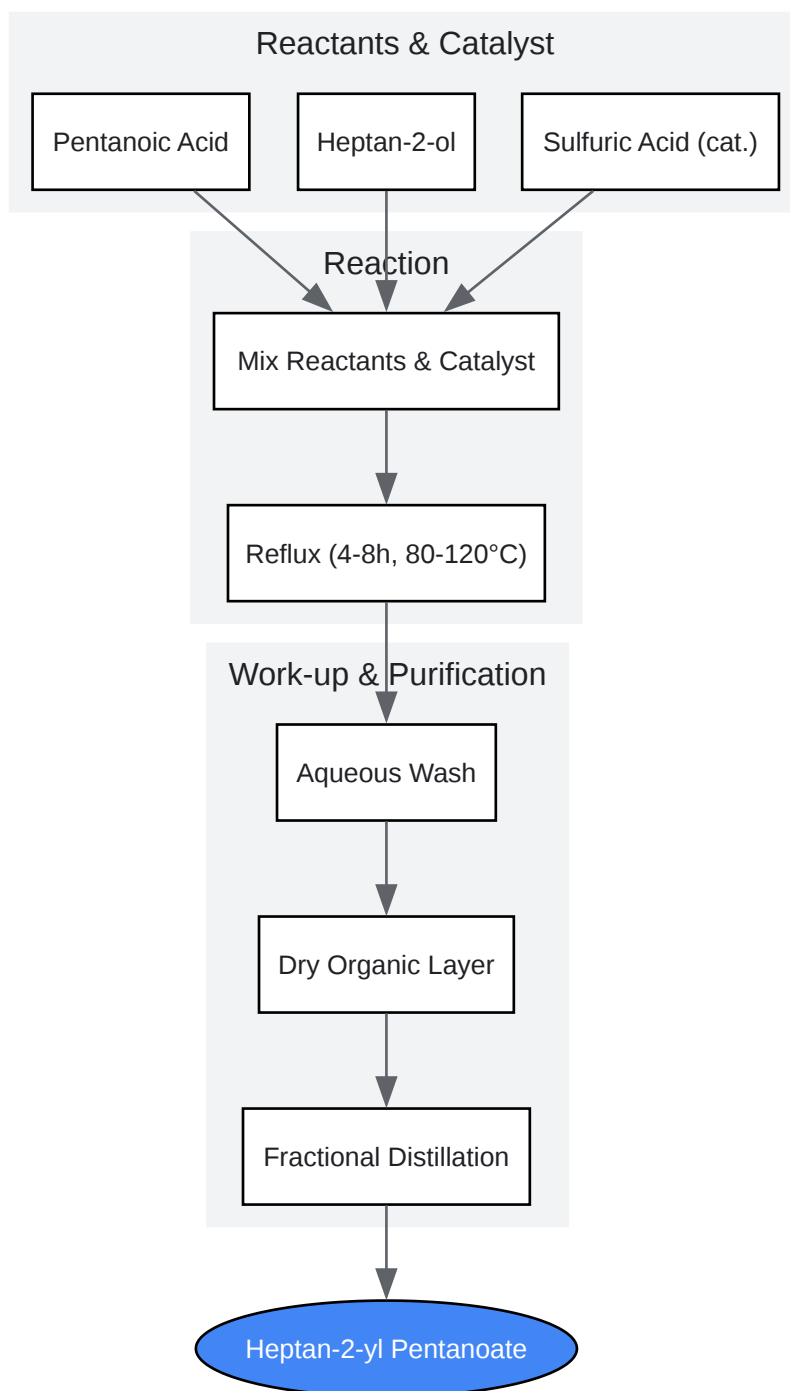 Reactants & Catalyst
Pentanoic Acid
Heptan-2-ol
Sulfuric Acid (cat.)
Reaction
Mix Reactants & Catalyst
Reflux (4-8h, 80-120°C)
Work-up & Purification
Aqueous Wash
Dry Organic Layer
Fractional Distillation
Heptan-2-yl Pentanoate